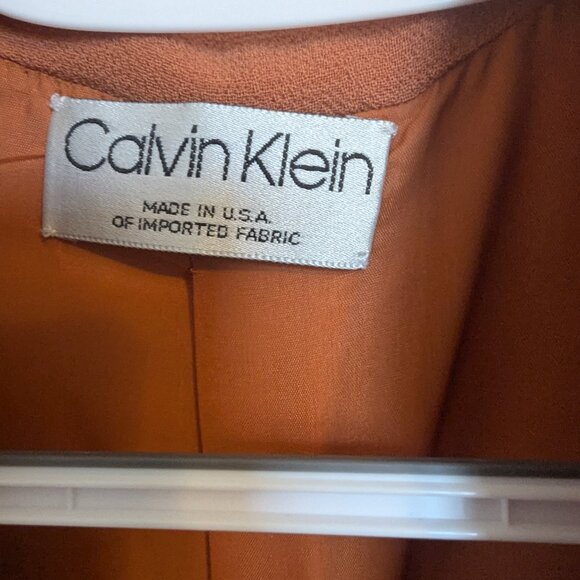 Calvin Klein
MADE IN U.S.A.
OF IMPORTED FABRIC